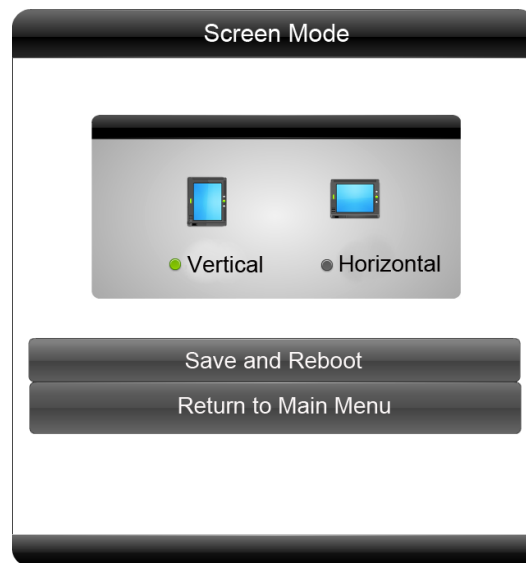 Screen Mode
Vertical
Horizontal
Save and Reboot
Return to Main Menu